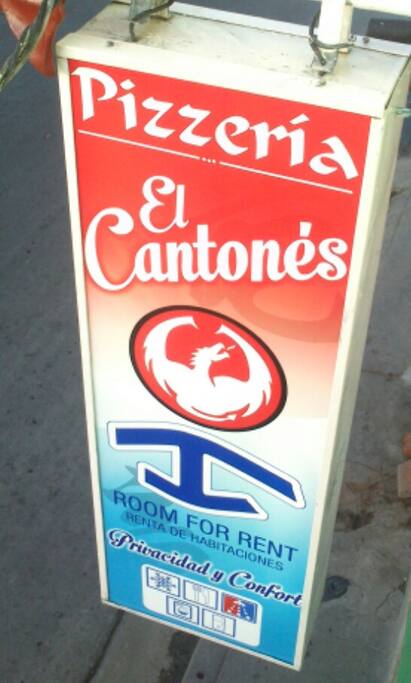 Pizzería
El
Cantonés
ROOM FOR RENT
RENTA DE HABITACIONES
Privacidad y Confort